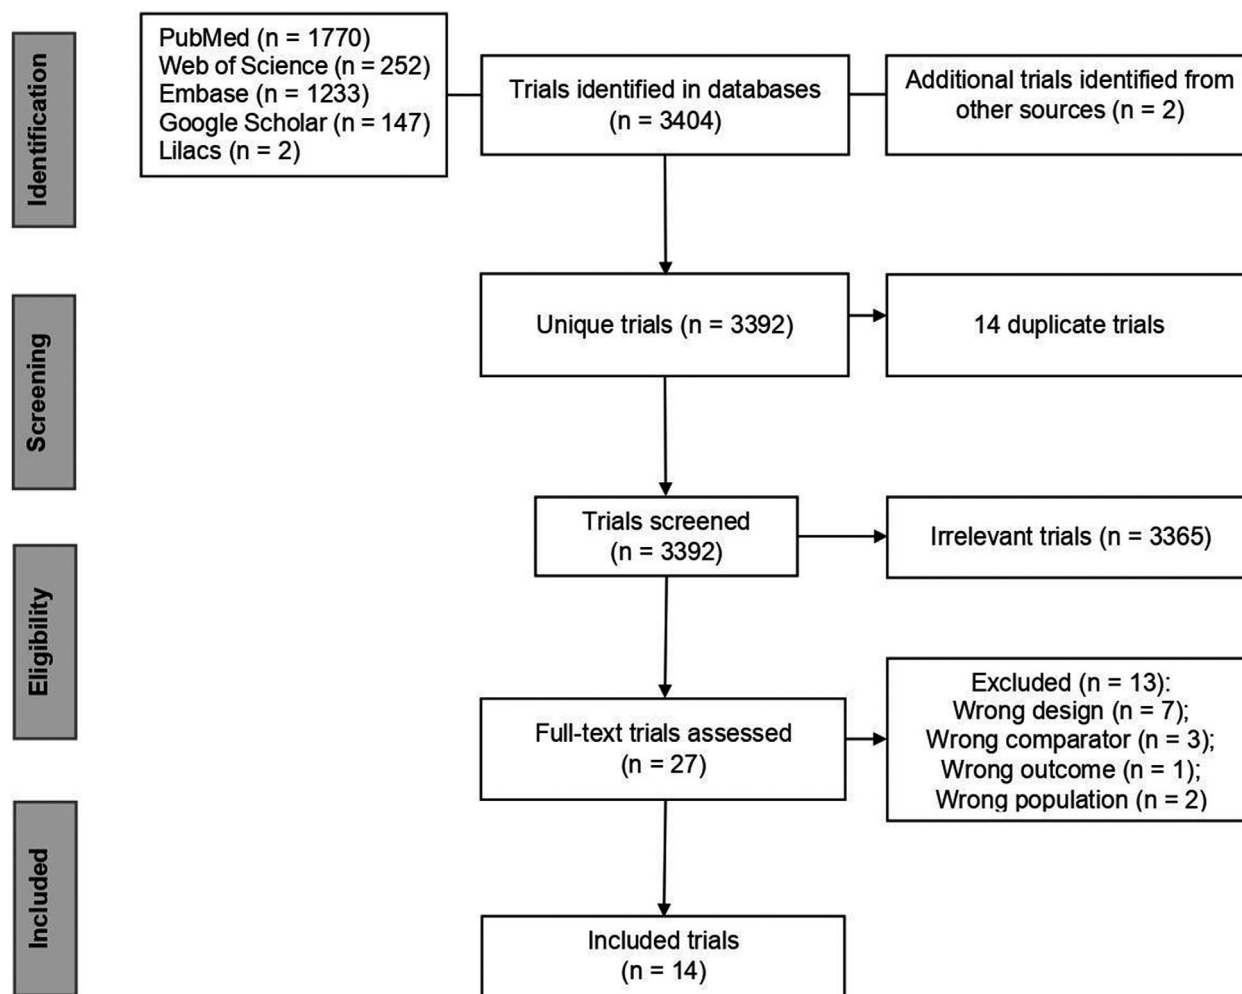 Identification
PubMed (n = 1770)
Web of Science (n = 252)
Embase (n = 1233)
Google Scholar (n = 147)
Lilacs (n = 2)
Trials identified in databases
(n = 3404)
Additional trials identified from
other sources (n = 2)
Screening
Unique trials (n = 3392)
14 duplicate trials
Trials screened
(n = 3392)
Irrelevant trials (n = 3365)
Eligibility
Full-text trials assessed
(n = 27)
Excluded (n = 13):
Wrong design (n = 7);
Wrong comparator (n = 3);
Wrong outcome (n = 1);
Wrong population (n = 2)
Included
Included trials
(n = 14)